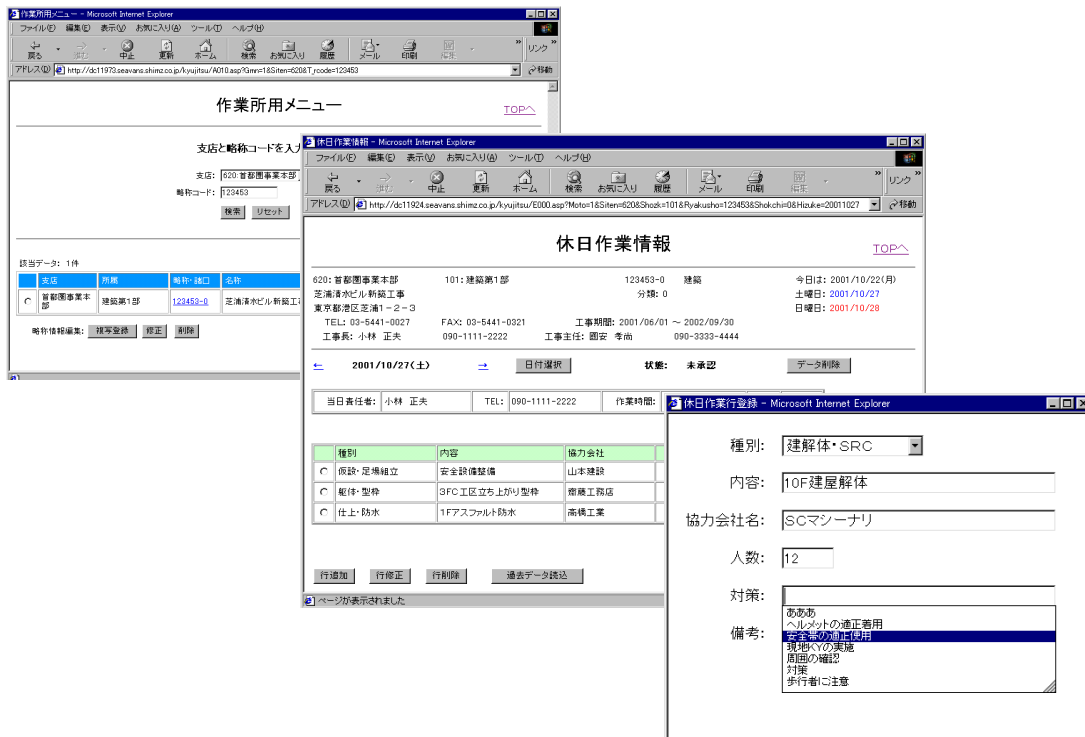 作業所用メニュー - Microsoft Internet Explorer
ファイル(F) 編集(E) 表示(V) お気に入り(A) ツール(T) ヘルプ(H)
戻る 進む 中止 更新 ホーム 検索 お気に入り 履歴 メール 印刷 編集 » リンク »
アドレス(D) http://dc11973.seavans.shimz.co.jp/kyujitsu/A010.asp?Gmn=1&Siten=620&T_rcode=123453 移動
作業所用メニュー
TOPへ
支店と略称コードを入力
支店: 620:首都圏事業本部
略称コード: 123453
検索 リセット
該当データ: 1件
支店 所属 略称・諸口 名称
首都圏事業本部 建築第1部 123453-0 芝浦清水ビル新築工事
略称情報編集: 複写登録 修正 削除
休日作業情報 - Microsoft Internet Explorer
ファイル(F) 編集(E) 表示(V) お気に入り(A) ツール(T) ヘルプ(H)
戻る 進む 中止 更新 ホーム 検索 お気に入り 履歴 メール 印刷 編集 » リンク »
アドレス(D) http://dc11924.seavans.shimz.co.jp/kyujitsu/E000.asp?Moto=1&Siten=620&Shozk=101&Ryakusho=123453&Shokchi=0&Hizuke=20011027 移動
休日作業情報
TOPへ
620:首都圏事業本部 101:建築第1部 123453-0 建築 今日は: 2001/10/22(月)
芝浦清水ビル新築工事 分類: 0 土曜日: 2001/10/27
東京都港区芝浦1-2-3 日曜日: 2001/10/28
TEL: 03-5441-0027 FAX: 03-5441-0321 工事期間: 2001/06/01 ~ 2002/09/30
工事長: 小林 正夫 090-1111-2222 工事主任: 國安 孝尚 090-3333-4444
← 2001/10/27(土) → 日付選択 状態: 未承認 データ削除
当日責任者: 小林 正夫 TEL: 090-1111-2222 作業時間:
種別 内容 協力会社
仮設・足場組立 安全設備整備 山本建設
躯体・型枠 3FC工区立ち上がり型枠 齋藤工務店
仕上・防水 1Fアスファルト防水 高橋工業
行追加 行修正 行削除 過去データ読込
ページが表示されました
休日作業行登録 - Microsoft Internet Explorer
種別: 建解体・SRC
内容: 10F建屋解体
協力会社名: SCマシーナリ
人数: 12
対策:
あああ
ヘルメットの適正着用
安全帯の適正使用
現地KYの実施
周囲の確認
対策
歩行者に注意
備考: